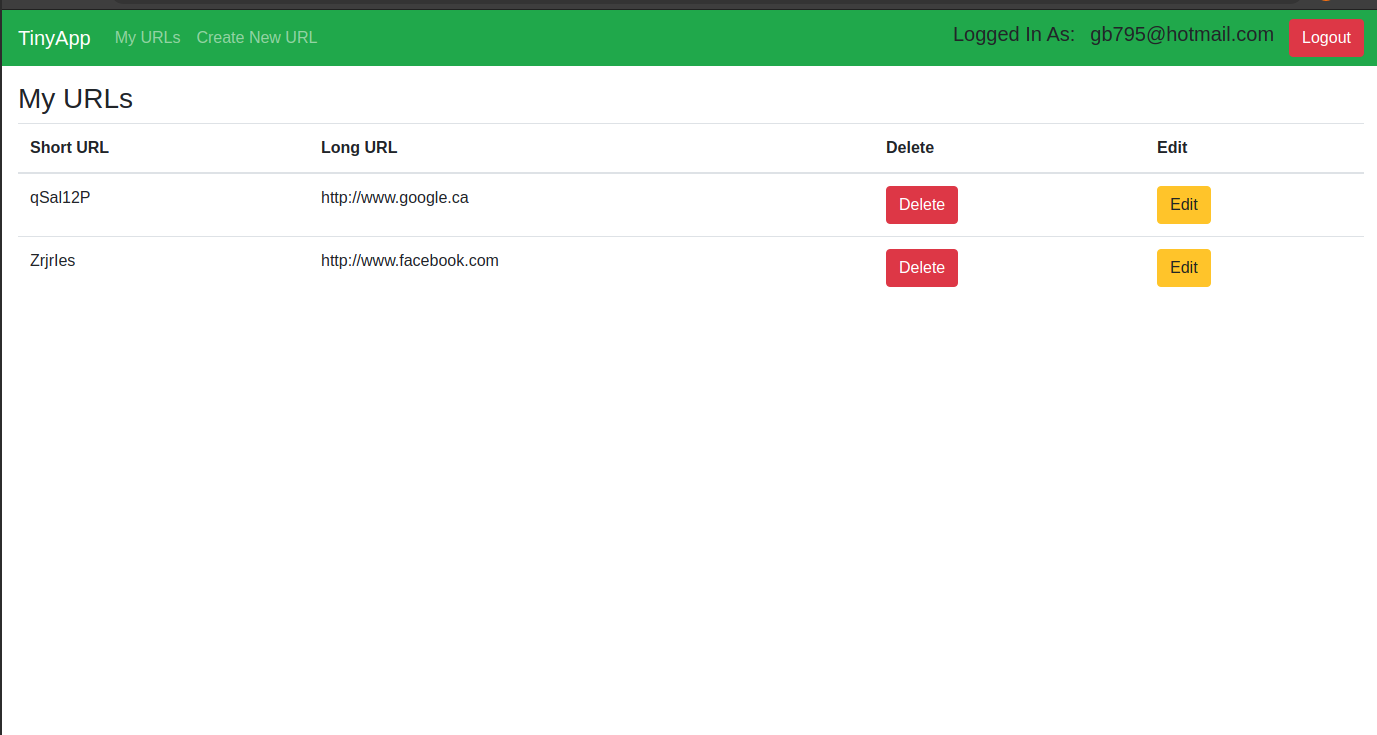 TinyApp My URLs Create New URL Logged In As: gb795@hotmail.com Logout
My URLs
Short URL Long URL Delete Edit
qSal12P http://www.google.ca Delete Edit
ZrjrIes http://www.facebook.com Delete Edit